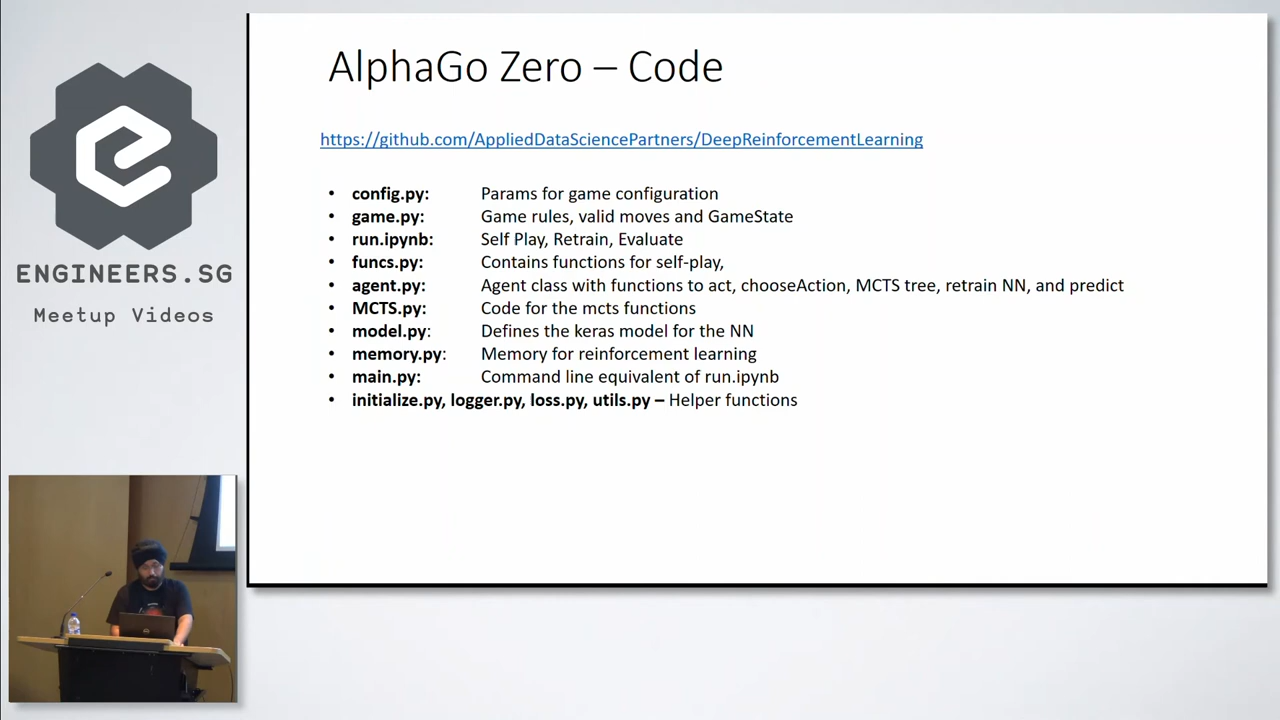 AlphaGo Zero – Code
https://github.com/AppliedDataSciencePartners/DeepReinforcementLearning
• config.py: Params for game configuration
• game.py: Game rules, valid moves and GameState
• run.ipynb: Self Play, Retrain, Evaluate
• funcs.py: Contains functions for self-play,
• agent.py: Agent class with functions to act, chooseAction, MCTS tree, retrain NN, and predict
• MCTS.py: Code for the mcts functions
• model.py: Defines the keras model for the NN
• memory.py: Memory for reinforcement learning
• main.py: Command line equivalent of run.ipynb
• initialize.py, logger.py, loss.py, utils.py – Helper functions
ENGINEERS.SG
Meetup Videos